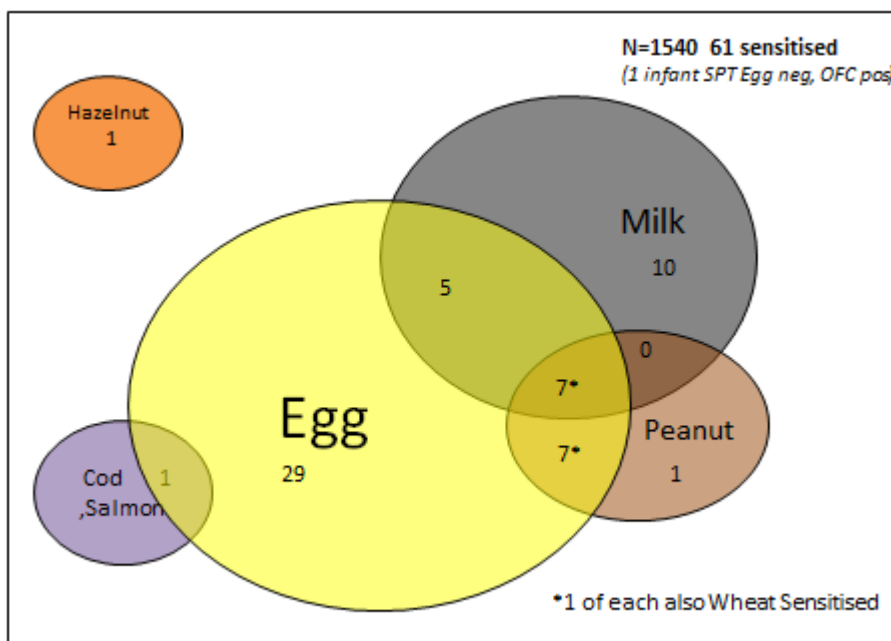 N=1540 61 sensitised
(1 infant SPT Egg neg, OFC pos)
Hazelnut
1
Milk
10
5
0
7*
Egg
29
Peanut
1
7*
Cod 1
,Salmon
*1 of each also Wheat Sensitised